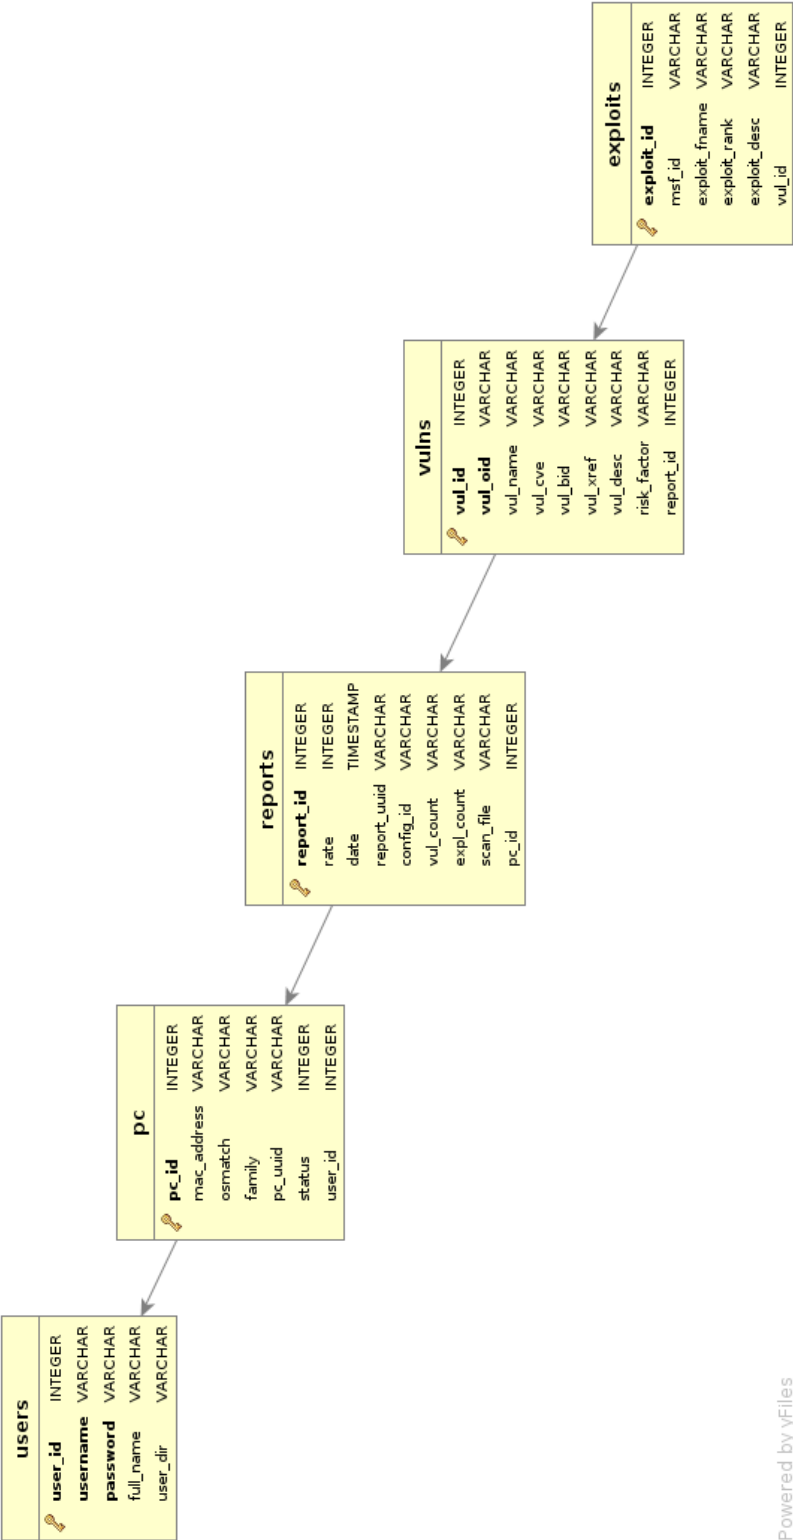 users
user_id INTEGER
username VARCHAR
password VARCHAR
full_name VARCHAR
user_dir VARCHAR
pc
pc_id INTEGER
mac_address VARCHAR
osmatch VARCHAR
family VARCHAR
pc_uuid VARCHAR
status INTEGER
user_id INTEGER
reports
report_id INTEGER
rate INTEGER
date TIMESTAMP
report_uuid VARCHAR
config_id VARCHAR
vul_count VARCHAR
expl_count VARCHAR
scan_file VARCHAR
pc_id INTEGER
vulns
vul_id INTEGER
vul_oid VARCHAR
vul_name VARCHAR
vul_cve VARCHAR
vul_bid VARCHAR
vul_xref VARCHAR
vul_desc VARCHAR
risk_factor VARCHAR
report_id INTEGER
exploits
exploit_id INTEGER
msf_id VARCHAR
exploit_fname VARCHAR
exploit_rank VARCHAR
exploit_desc VARCHAR
vul_id INTEGER
Powered by vFiles